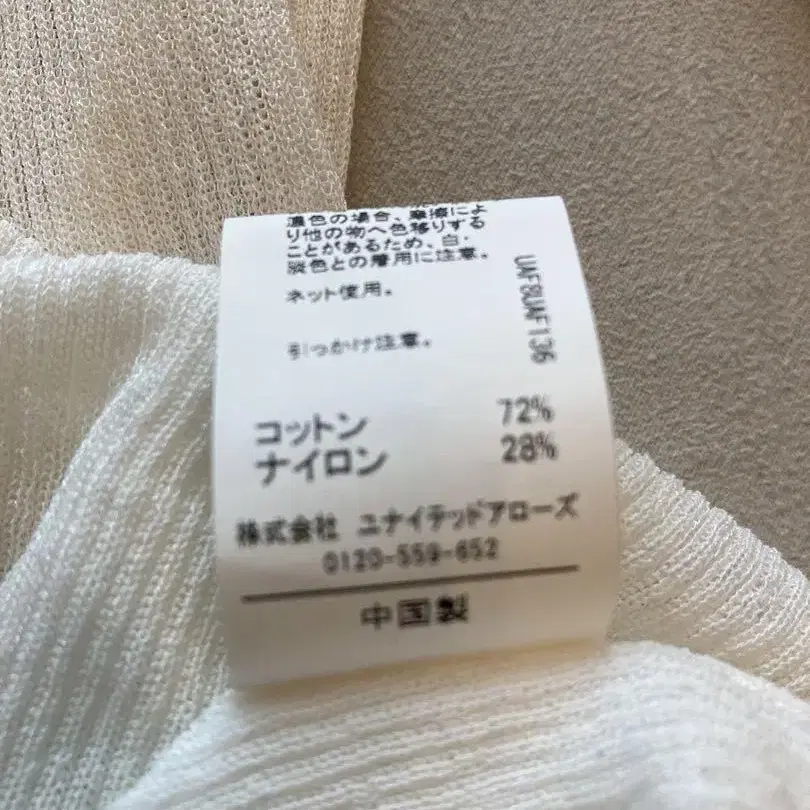 濃色の場合、摩擦によ
り他の物へ色移りする
ことがあるため、白・
淡色との着用に注意。
ネット使用。
引っかけ注意。
UAF8UAF136
コットン 72%
ナイロン 28%
株式会社 ユナイテッドアローズ
0120-559-652
中国製